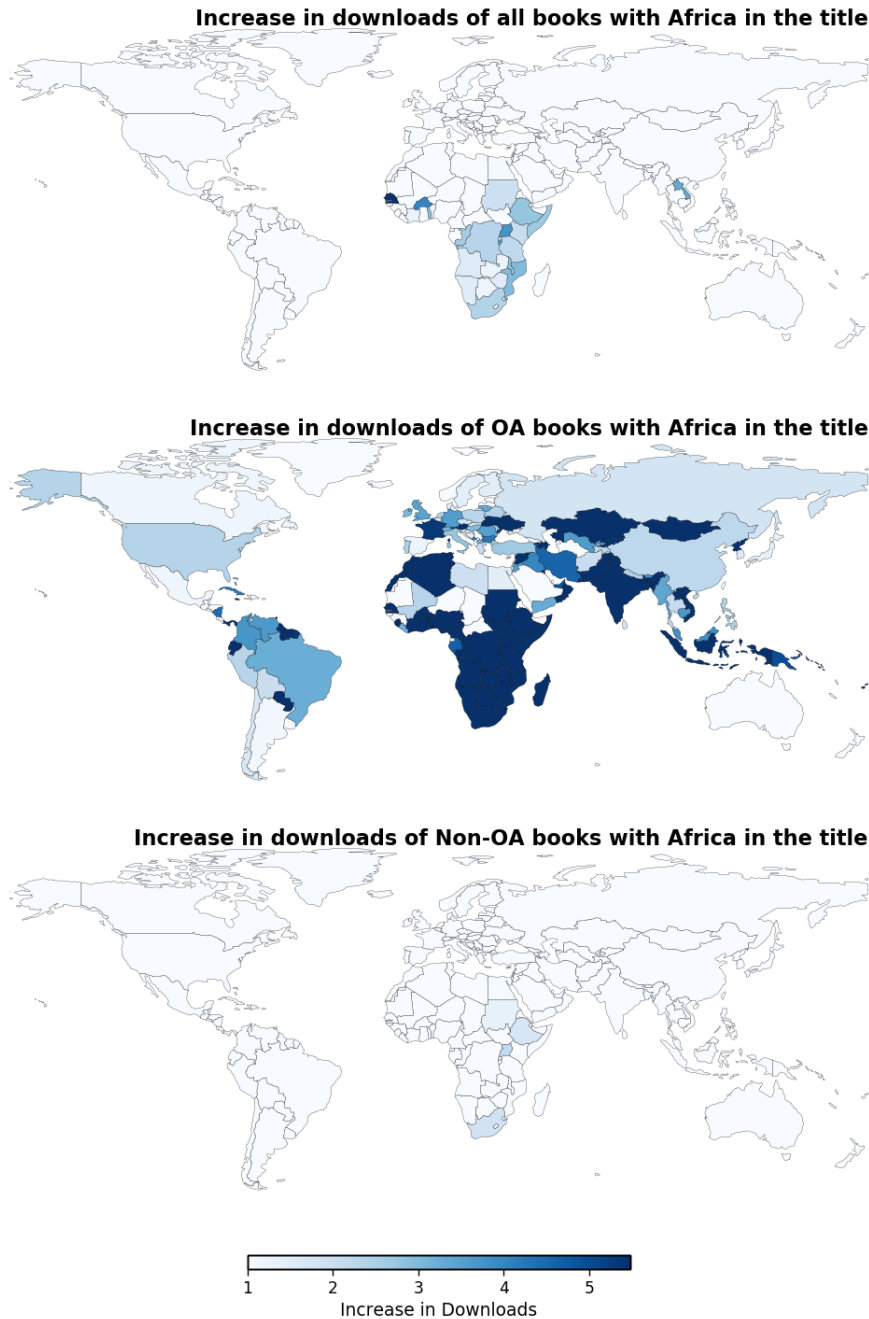 Increase in downloads of all books with Africa in the title
Increase in downloads of OA books with Africa in the title
Increase in downloads of Non-OA books with Africa in the title
1 2 3 4 5
Increase in Downloads